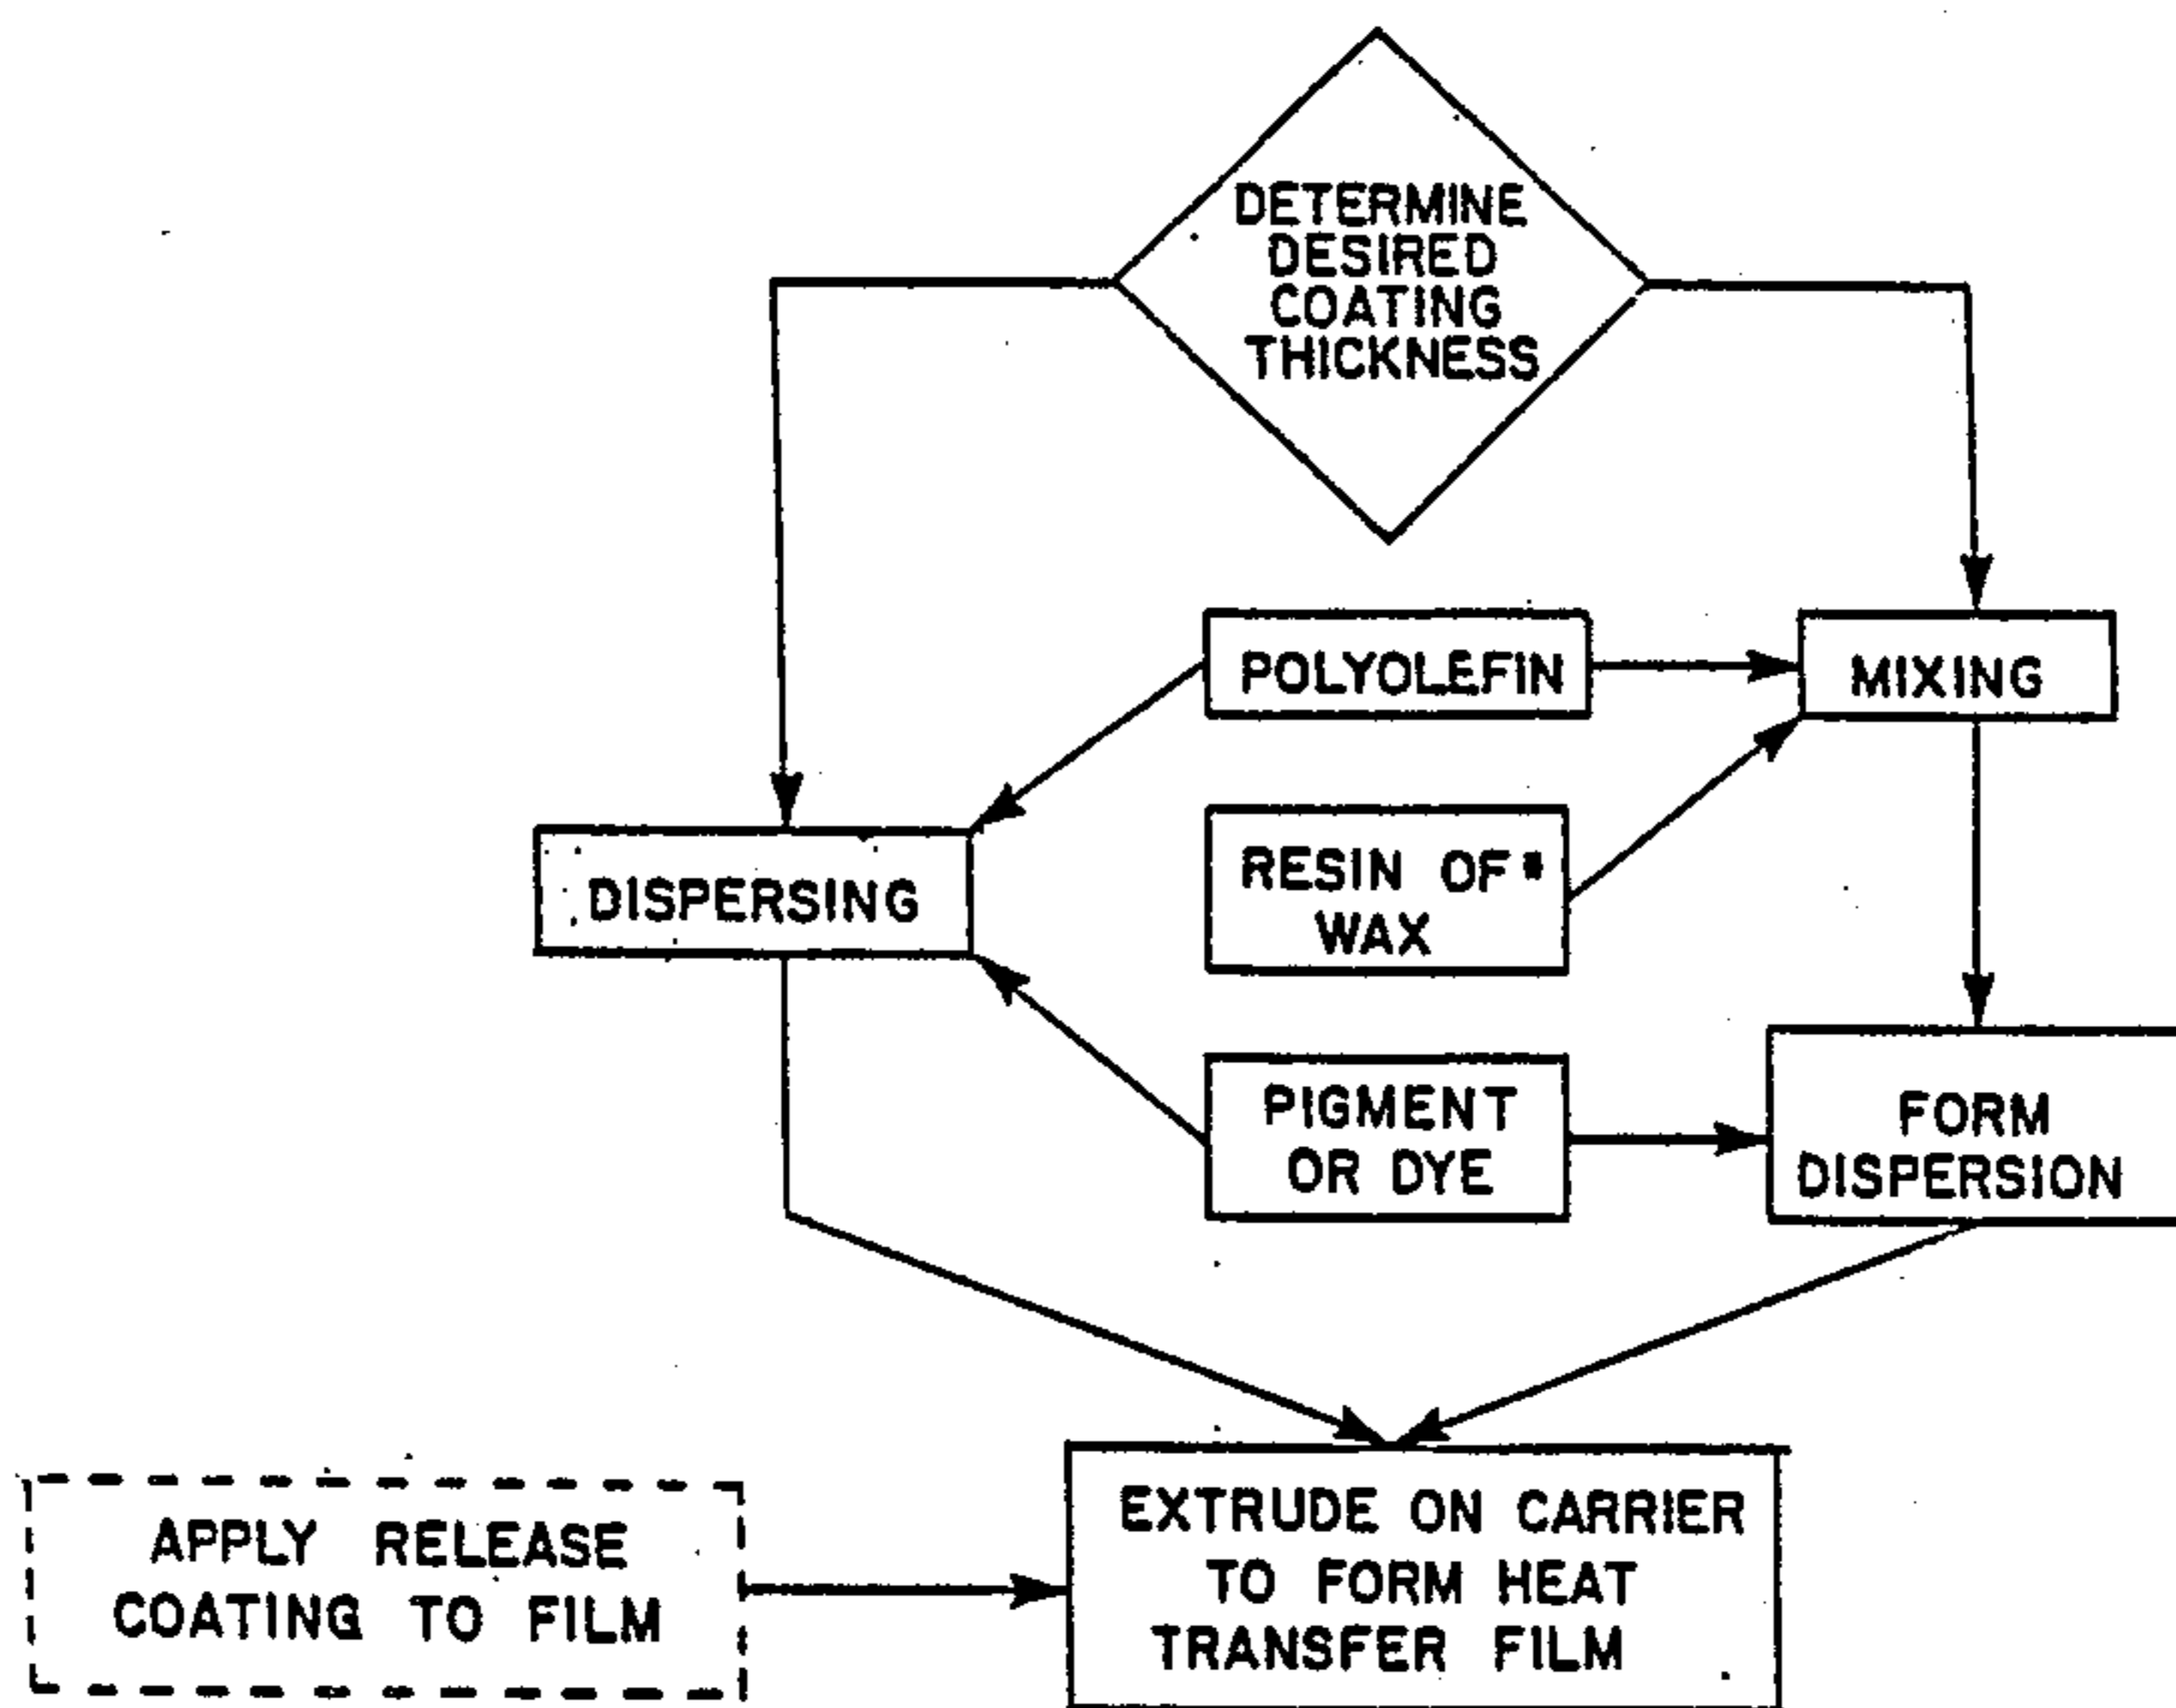 DETERMINE
DESIRED
COATING
THICKNESS
POLYOLEFIN
MIXING
RESIN OF
WAX
DISPERSING
PIGMENT
OR DYE
FORM
DISPERSION
APPLY RELEASE
COATING TO FILM
EXTRUDE ON CARRIER
TO FORM HEAT
TRANSFER FILM